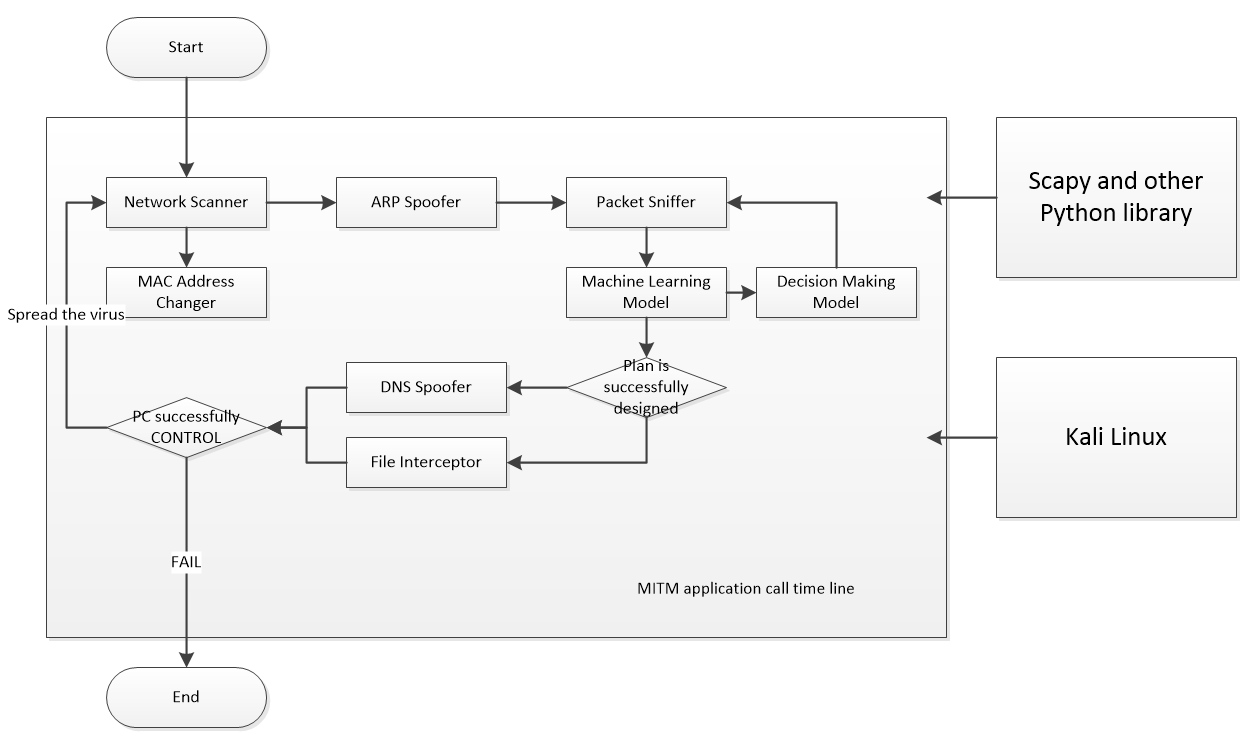 Start
Network Scanner
ARP Spoofer
Packet Sniffer
Scapy and other
Python library
MAC Address
Changer
Machine Learning
Model
Decision Making
Model
Spread the virus
Plan is
successfully
designed
DNS Spoofer
PC successfully
CONTROL
File Interceptor
Kali Linux
FAIL
MITM application call time line
End